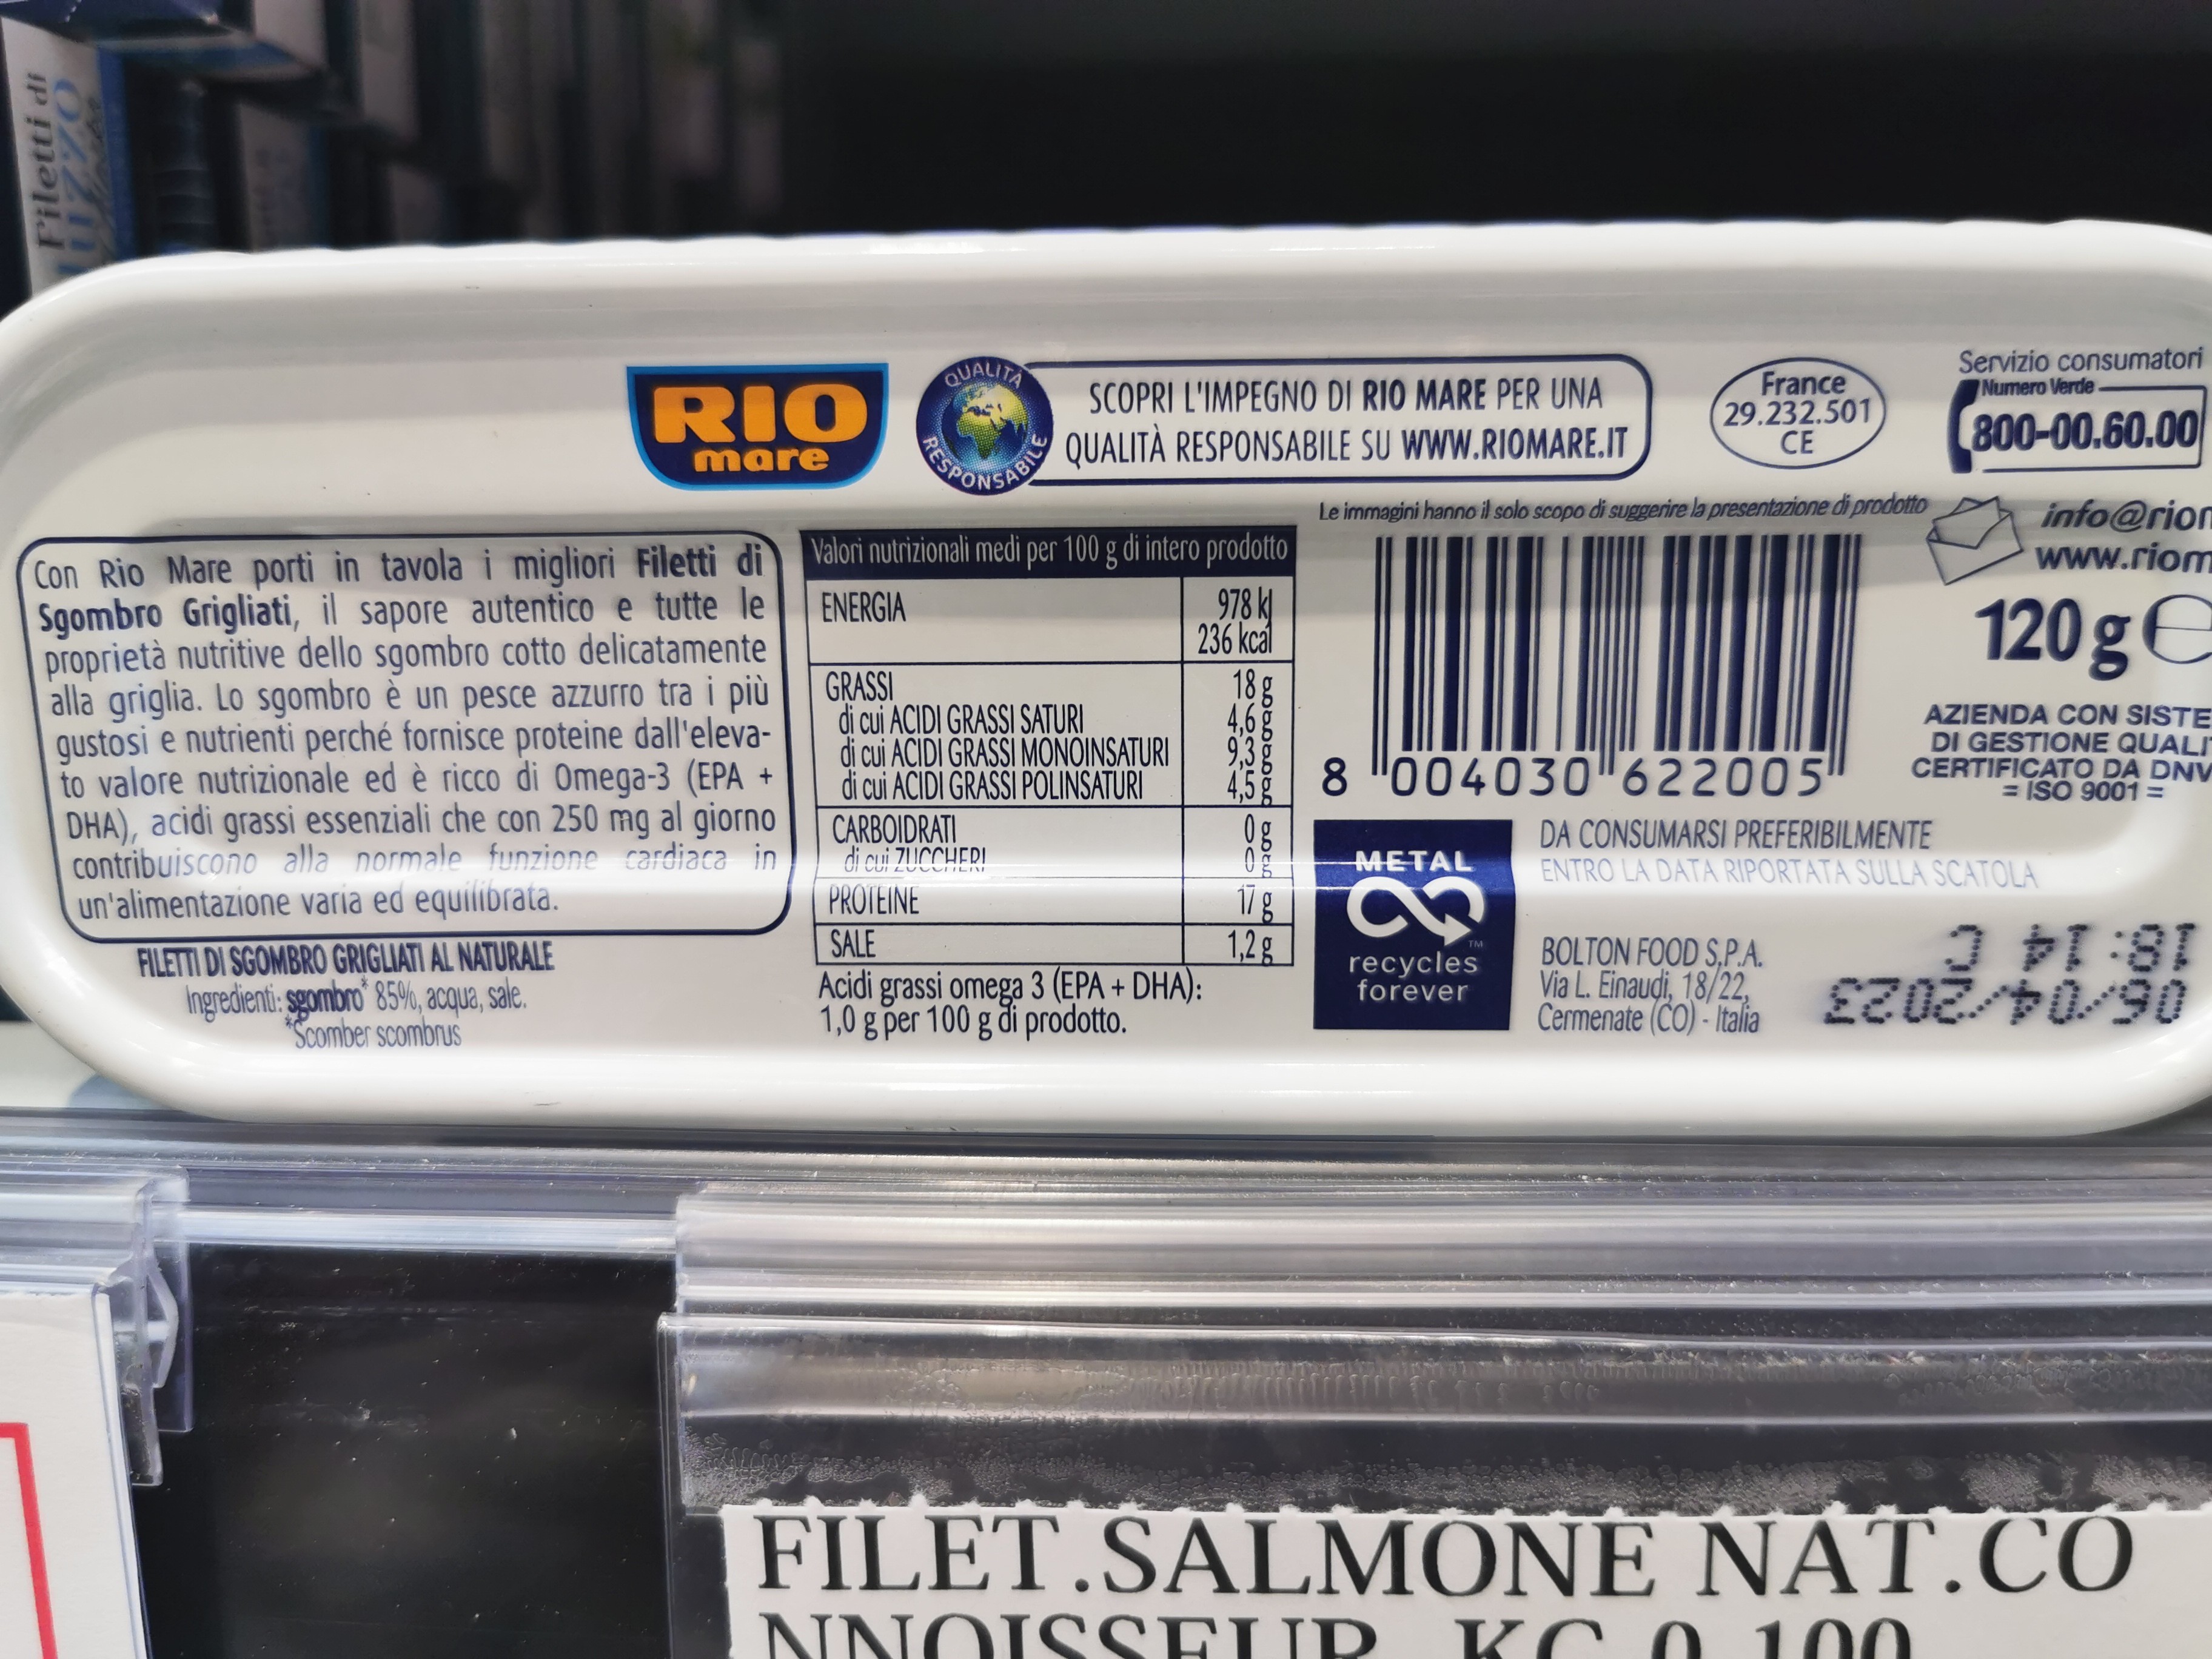 Filetti di
RIO
mare
QUALITÀ
RESPONSABILE
SCOPRI L'IMPEGNO DI RIO MARE PER UNA
QUALITÀ RESPONSABILE SU WWW.RIOMARE.IT
France
29.232.501
CE
Servizio consumatori
Numero Verde
800-00.60.00
Le immagini hanno il solo scopo di suggerire la presentazione di prodotto
info@rio
www.riom
120 g e
AZIENDA CON SISTE
DI GESTIONE QUALI
CERTIFICATO DA DNV
= ISO 9001 =
Con Rio Mare porti in tavola i migliori Filetti di
Sgombro Grigliati, il sapore autentico e tutte le
proprietà nutritive dello sgombro cotto delicatamente
alla griglia. Lo sgombro è un pesce azzurro tra i più
gustosi e nutrienti perché fornisce proteine dall'eleva-
to valore nutrizionale ed è ricco di Omega-3 (EPA +
DHA), acidi grassi essenziali che con 250 mg al giorno
contribuiscono alla normale funzione cardiaca in
un'alimentazione varia ed equilibrata.
FILETTI DI SGOMBRO GRIGLIATI AL NATURALE
Ingredienti: sgombro* 85%, acqua, sale.
*Scomber scombrus
Valori nutrizionali medi per 100 g di intero prodotto
ENERGIA 978 kJ
236 kcal
GRASSI 18 g
di cui ACIDI GRASSI SATURI 4,6 g
di cui ACIDI GRASSI MONOINSATURI 9,3 g
di cui ACIDI GRASSI POLINSATURI 4,5 g
CARBOIDRATI 0 g
di cui ZUCCHERI 0 g
PROTEINE 17 g
SALE 1,2 g
Acidi grassi omega 3 (EPA + DHA):
1,0 g per 100 g di prodotto.
8 004030 622005
METAL
recycles
forever
DA CONSUMARSI PREFERIBILMENTE
ENTRO LA DATA RIPORTATA SULLA SCATOLA
BOLTON FOOD S.P.A.
Via L. Einaudi, 18/22,
Cermenate (CO) - Italia
06/04/2023
18:14 C
FILET.SALMONE NAT.CO
NNOISSEUR KG 0,100